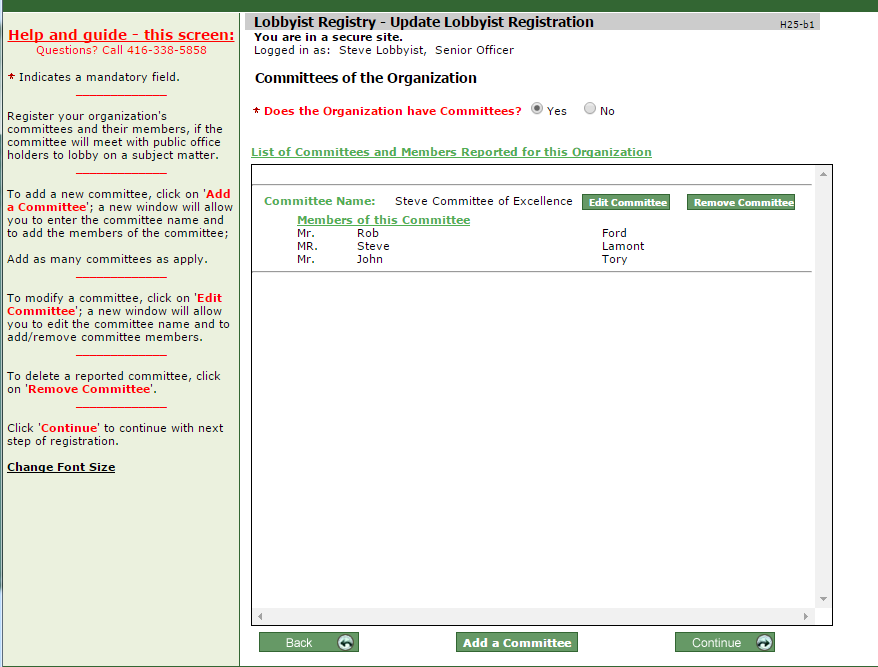 Help and guide - this screen:
Questions? Call 416-338-5858
* Indicates a mandatory field.
Register your organization's
committees and their members, if the
committee will meet with public office
holders to lobby on a subject matter.
To add a new committee, click on 'Add
a Committee'; a new window will allow
you to enter the committee name and
to add the members of the committee;
Add as many committees as apply.
To modify a committee, click on 'Edit
Committee'; a new window will allow
you to edit the committee name and to
add/remove committee members.
To delete a reported committee, click
on 'Remove Committee'.
Click 'Continue' to continue with next
step of registration.
Change Font Size
Lobbyist Registry - Update Lobbyist Registration H25-b1
You are in a secure site.
Logged in as: Steve Lobbyist, Senior Officer
Committees of the Organization
* Does the Organization have Committees? Yes No
List of Committees and Members Reported for this Organization
Committee Name: Steve Committee of Excellence Edit Committee Remove Committee
Members of this Committee
Mr. Rob Ford
MR. Steve Lamont
Mr. John Tory
Back Add a Committee Continue